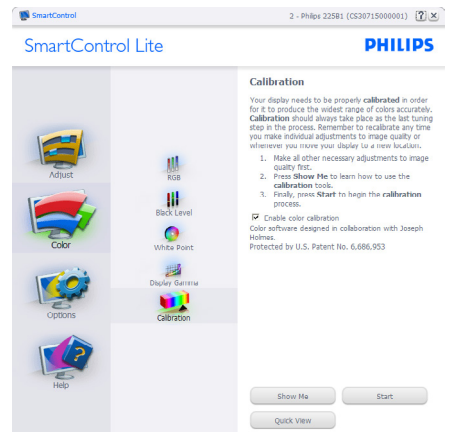 SmartControl
2 - Philips 225B1 (CS30715000001)
? X
SmartControl Lite
PHILIPS
Adjust
Color
Options
Help
RGB
Black Level
White Point
Display Gamma
Calibration
Calibration
Your display needs to be properly calibrated in order
for it to produce the widest range of colors accurately.
Calibration should always take place as the last tuning
step in the process. Remember to recalibrate any time
you make individual adjustments to image quality or
whenever you move your display to a new location.
1. Make all other necessary adjustments to image
quality first.
2. Press Show Me to learn how to use the
calibration tools.
3. Finally, press Start to begin the calibration
process.
Enable color calibration
Color software designed in collaboration with Joseph
Holmes.
Protected by U.S. Patent No. 6,686,953
Show Me
Start
Quick View